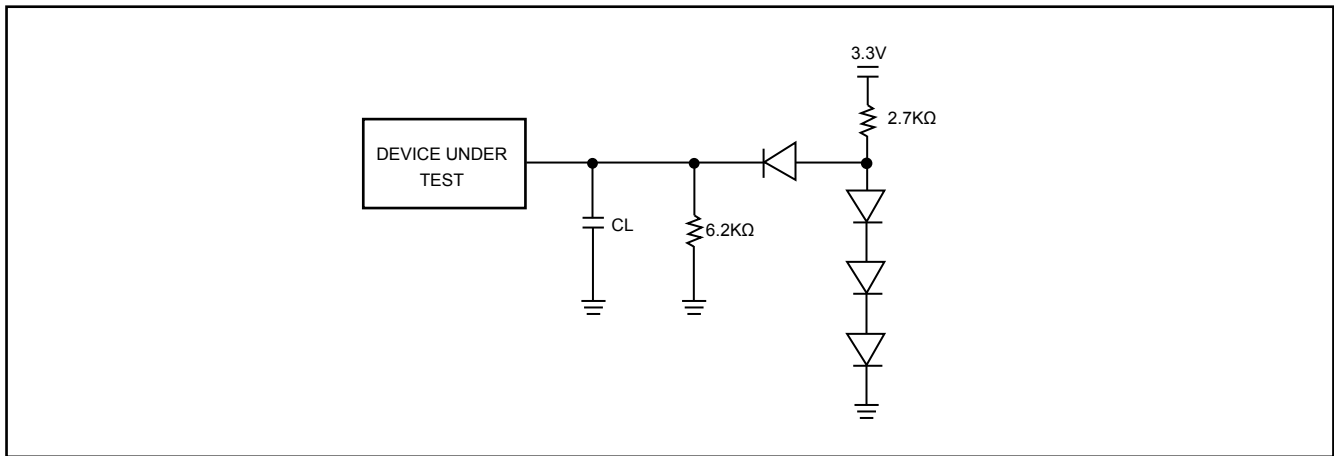 3.3V
2.7KΩ
DEVICE UNDER
TEST
CL
6.2KΩ